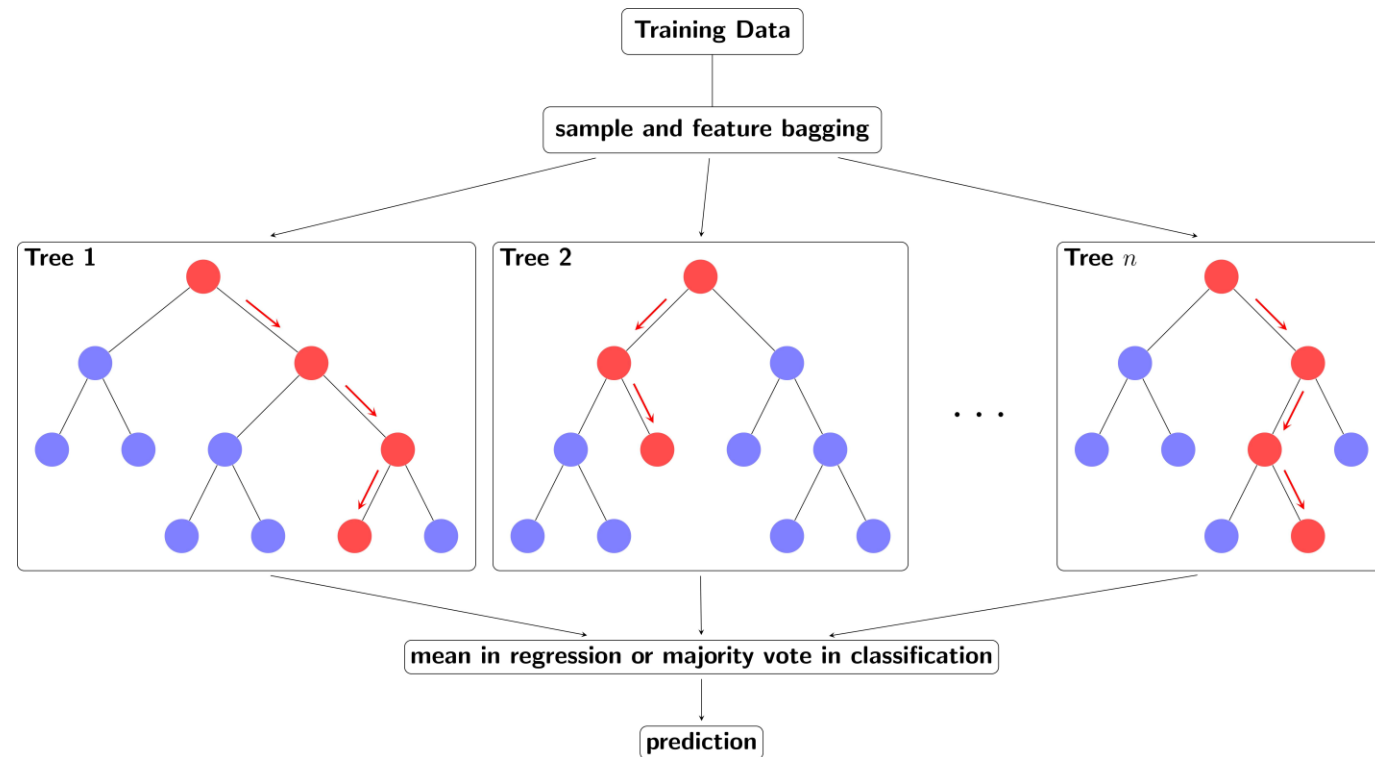 Training Data
sample and feature bagging
Tree 1
Tree 2
Tree n
. . .
mean in regression or majority vote in classification
prediction